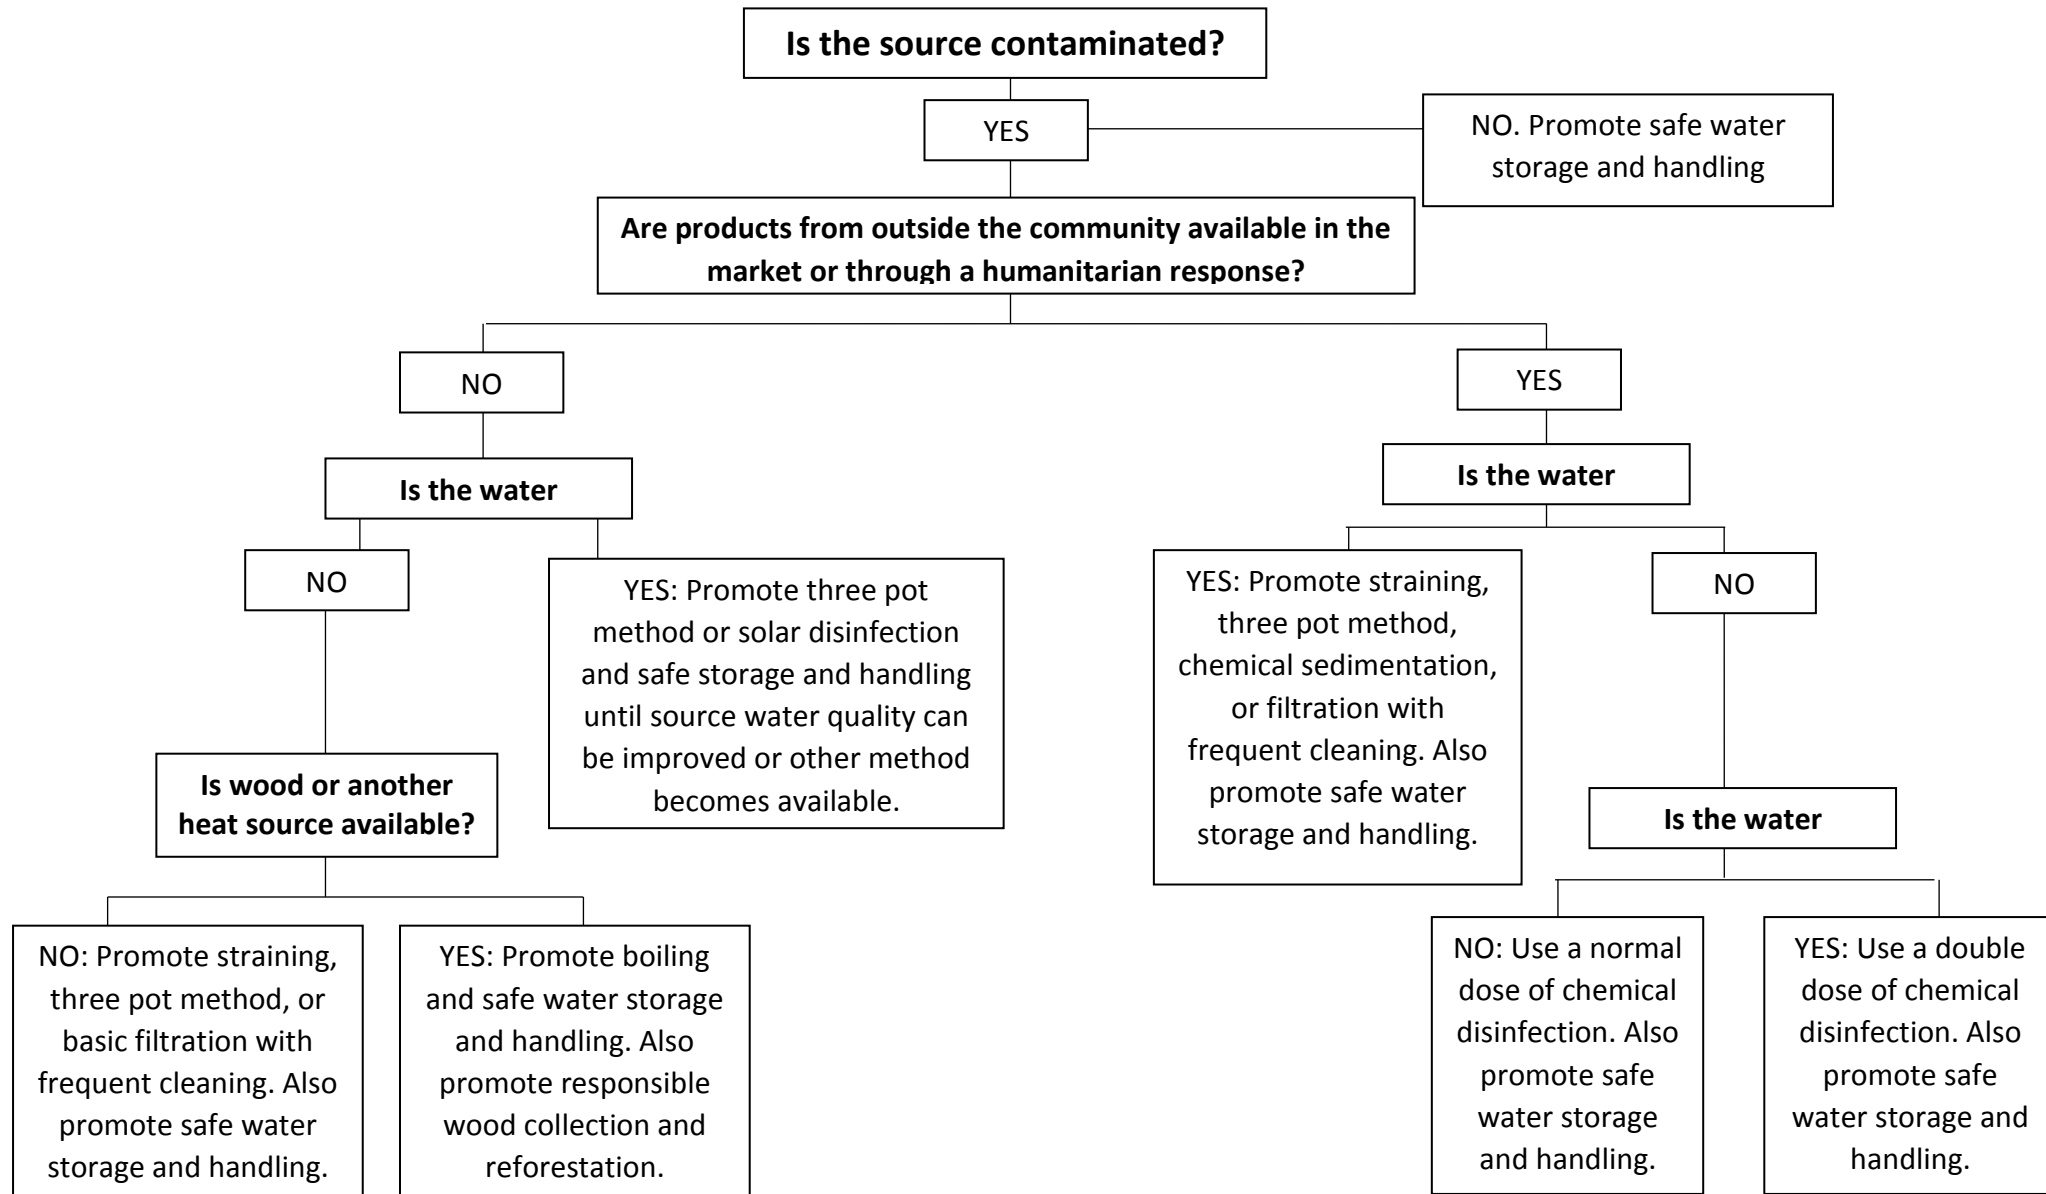 Is the source contaminated?
YES
NO. Promote safe water
storage and handling
Are products from outside the community available in the
market or through a humanitarian response?
NO
YES
Is the water
Is the water
NO
YES: Promote three pot
method or solar disinfection
and safe storage and handling
until source water quality can
be improved or other method
becomes available.
YES: Promote straining,
three pot method,
chemical sedimentation,
or filtration with
frequent cleaning. Also
promote safe water
storage and handling.
NO
Is wood or another
heat source available?
Is the water
NO: Promote straining,
three pot method, or
basic filtration with
frequent cleaning. Also
promote safe water
storage and handling.
YES: Promote boiling
and safe water storage
and handling. Also
promote responsible
wood collection and
reforestation.
NO: Use a normal
dose of chemical
disinfection. Also
promote safe
water storage
and handling.
YES: Use a double
dose of chemical
disinfection. Also
promote safe
water storage and
handling.